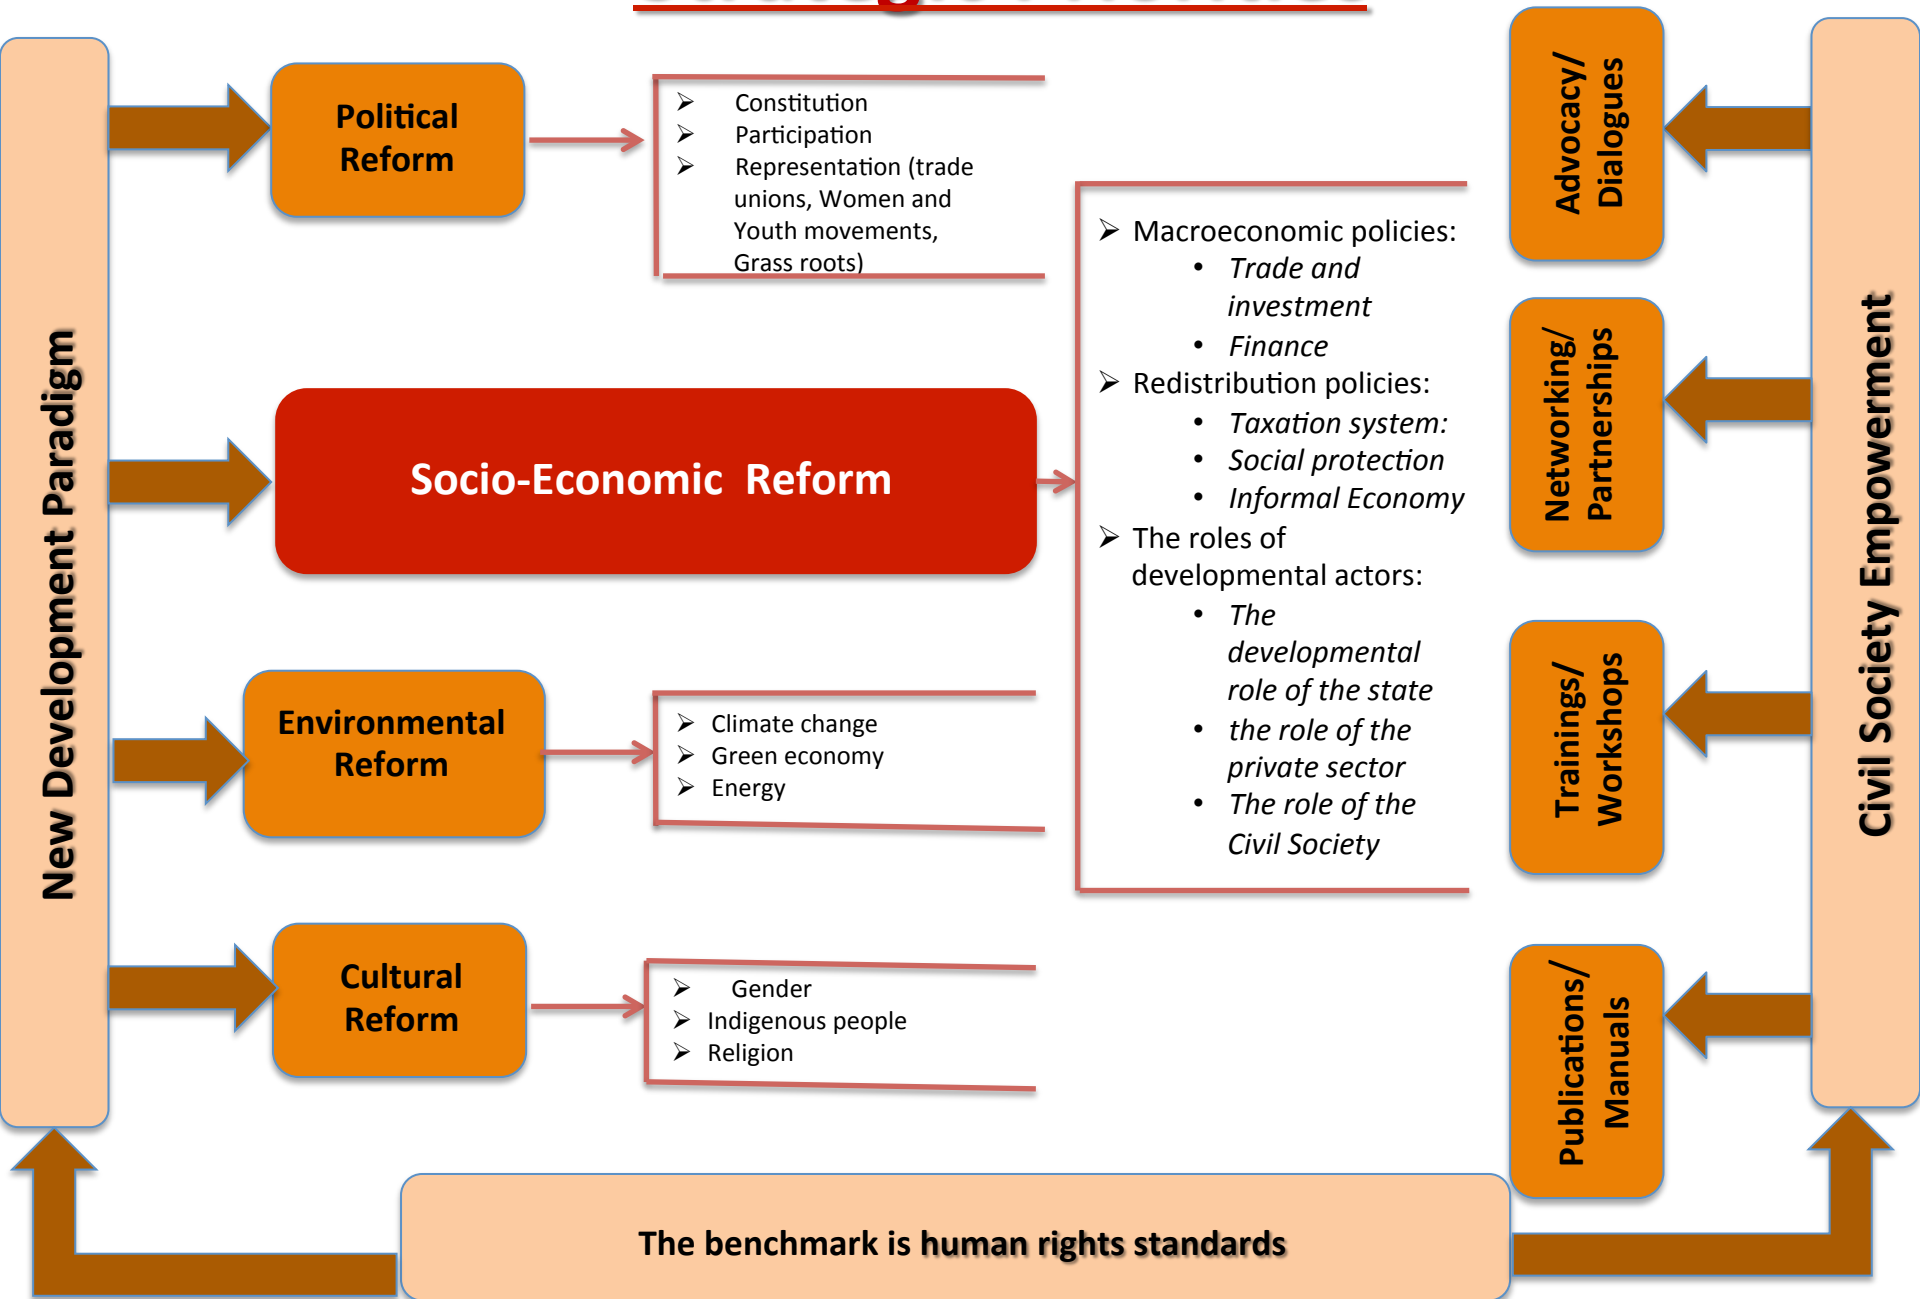 New Development Paradigm
Political
Reform
Constitution
Participation
Representation (trade
unions, Women and
Youth movements,
Grass roots)
Socio-Economic Reform
Macroeconomic policies:
Trade and
investment
Finance
Redistribution policies:
Taxation system:
Social protection
Informal Economy
The roles of
developmental actors:
The
developmental
role of the state
the role of the
private sector
The role of the
Civil Society
Environmental
Reform
Climate change
Green economy
Energy
Cultural
Reform
Gender
Indigenous people
Religion
Advocacy/
Dialogues
Networking/
Partnerships
Trainings/
Workshops
Publications/
Manuals
Civil Society Empowerment
The benchmark is human rights standards